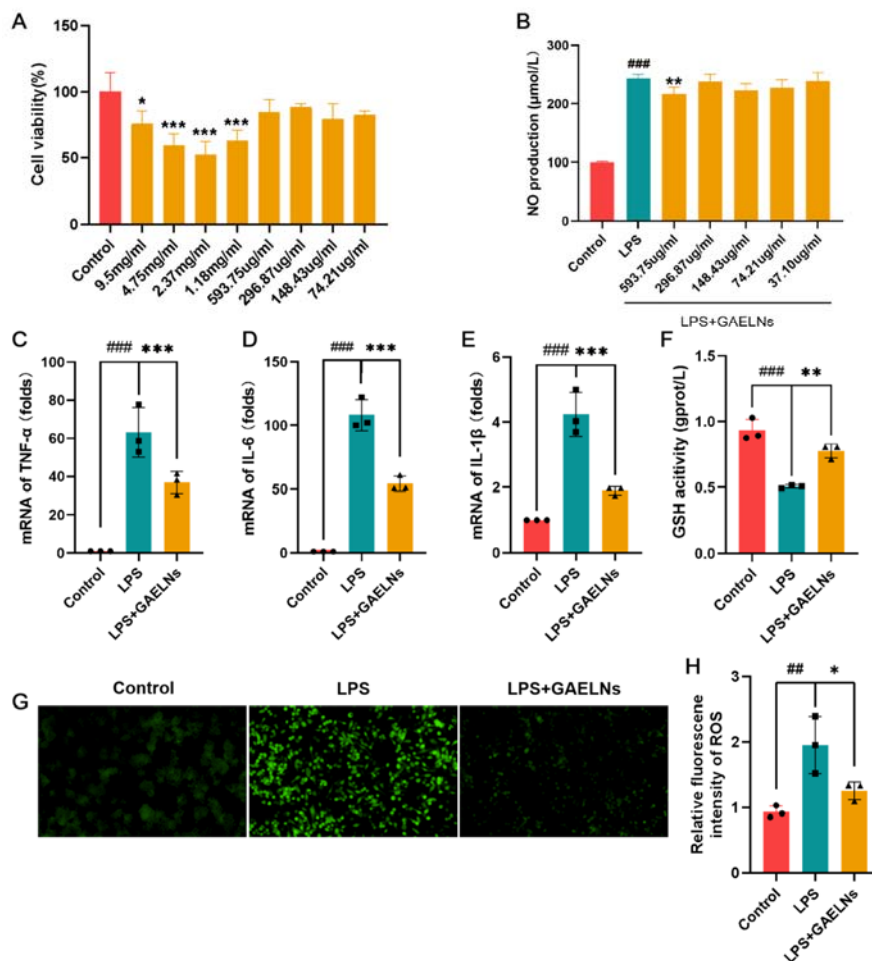 A
Cell viability(%)
150
100
50
0
*
***
***
***
Control
9.5mg/ml
4.75mg/ml
2.37mg/ml
1.18mg/ml
593.75ug/ml
296.87ug/ml
148.43ug/ml
74.21ug/ml
B
NO production (μmol/L)
300
200
100
0
###
**
Control
LPS
593.75ug/ml
296.87ug/ml
148.43ug/ml
74.21ug/ml
37.10ug/ml
LPS+GAELNs
C
mRNA of TNF-α (folds)
100
80
60
40
20
0
### ***
Control
LPS
LPS+GAELNs
D
mRNA of IL-6 (folds)
150
100
50
0
### ***
Control
LPS
LPS+GAELNs
E
mRNA of IL-1β (folds)
6
4
2
0
### ***
Control
LPS
LPS+GAELNs
F
GSH acitivity (gprot/L)
1.5
1.0
0.5
0.0
### **
Control
LPS
LPS+GAELNs
G
Control
LPS
LPS+GAELNs
H
Relative fluorescene
intensity of ROS
3
2
1
0
## *
Control
LPS
LPS+GAELNs